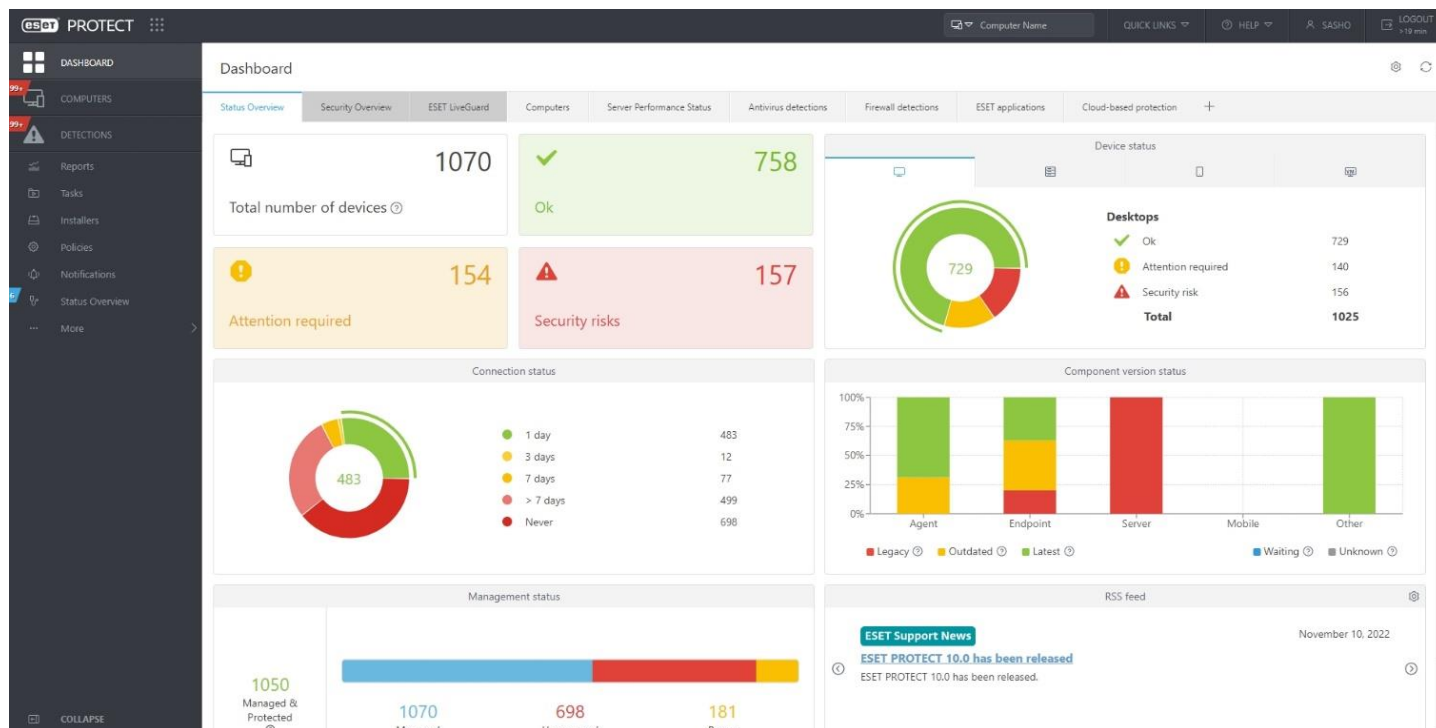 eset PROTECT
Computer Name
QUICK LINKS
HELP
SASHO
LOGOUT
>19 min
DASHBOARD
99+
COMPUTERS
99+
DETECTIONS
Reports
Tasks
Installers
Policies
Notifications
Status Overview
More
COLLAPSE
Dashboard
Status Overview
Security Overview
ESET LiveGuard
Computers
Server Performance Status
Antivirus detections
Firewall detections
ESET applications
Cloud-based protection
1070
Total number of devices
758
Ok
154
Attention required
157
Security risks
Device status
729
Desktops
Ok 729
Attention required 140
Security risk 156
Total 1025
Connection status
483
1 day 483
3 days 12
7 days 77
> 7 days 499
Never 698
Component version status
100%
75%
50%
25%
0%
Agent Endpoint Server Mobile Other
Legacy Outdated Latest Waiting Unknown
Management status
1050
Managed &
Protected
1070
698
181
RSS feed
ESET Support News
November 10, 2022
ESET PROTECT 10.0 has been released
ESET PROTECT 10.0 has been released.